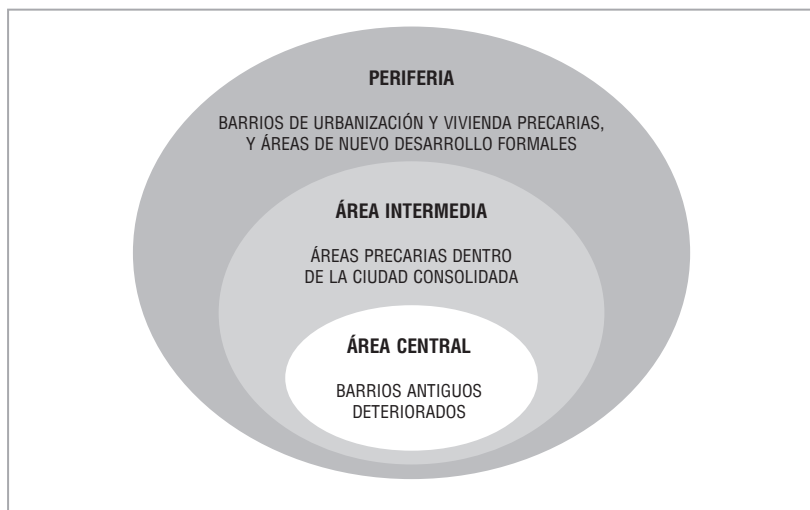 PERIFERIA
BARRIOS DE URBANIZACIÓN Y VIVIENDA PRECARIAS,
Y ÁREAS DE NUEVO DESARROLLO FORMALES
ÁREA INTERMEDIA
ÁREAS PRECARIAS DENTRO
DE LA CIUDAD CONSOLIDADA
ÁREA CENTRAL
BARRIOS ANTIGUOS
DETERIORADOS